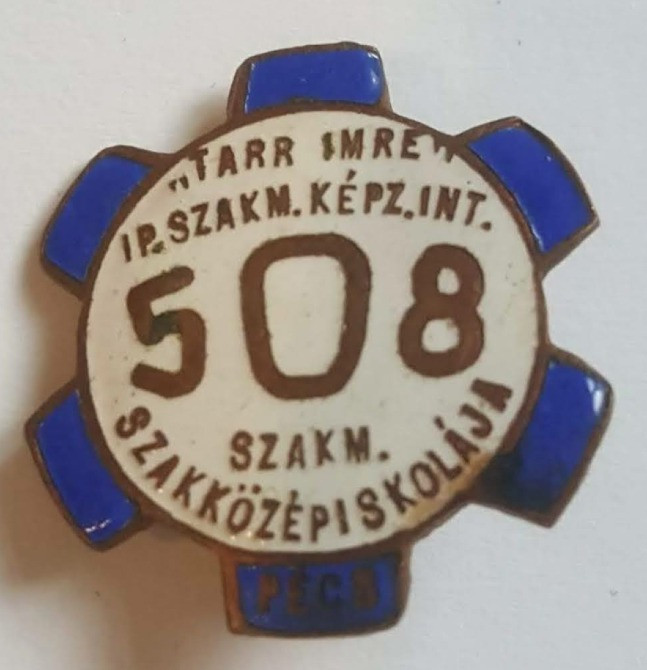 „TARR IMRE”
IP.SZAKM.KÉPZ.INT.
508
SZAKM.
SZAKKÖZÉPISKOLÁJA
PÉCS